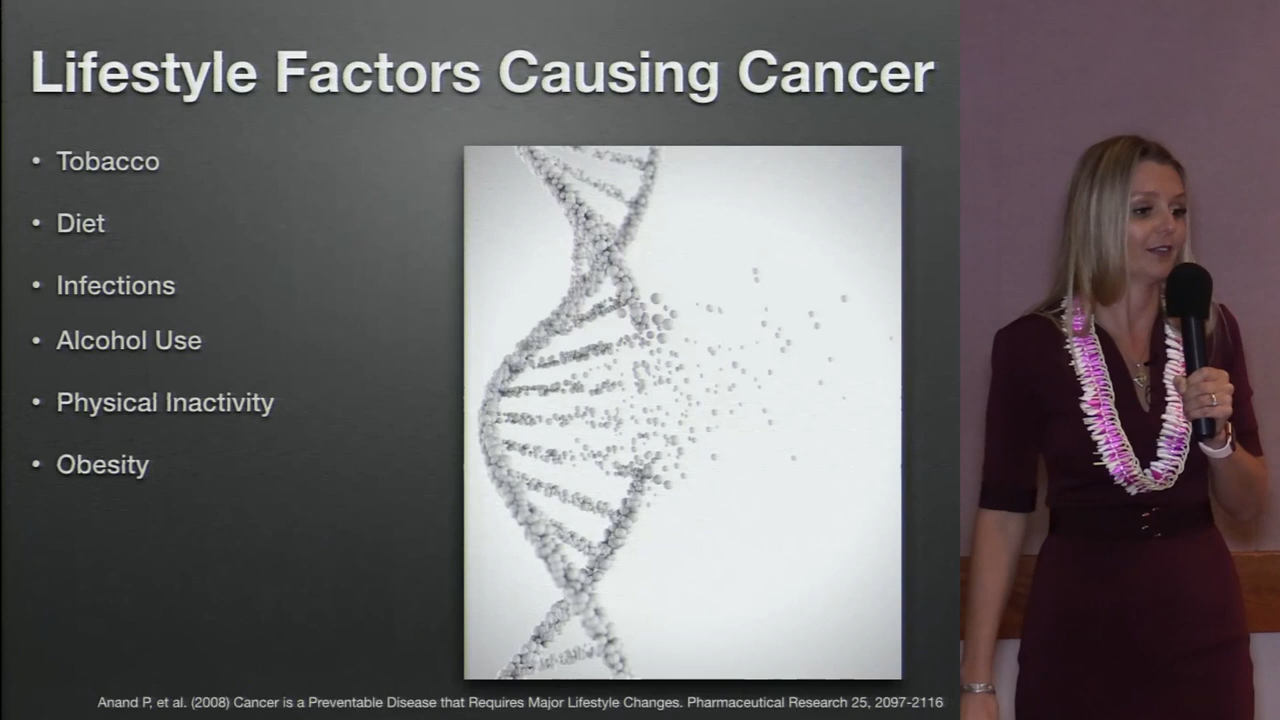 Lifestyle Factors Causing Cancer
• Tobacco
• Diet
• Infections
• Alcohol Use
• Physical Inactivity
• Obesity
Anand P, et al. (2008) Cancer is a Preventable Disease that Requires Major Lifestyle Changes. Pharmaceutical Research 25, 2097-2116